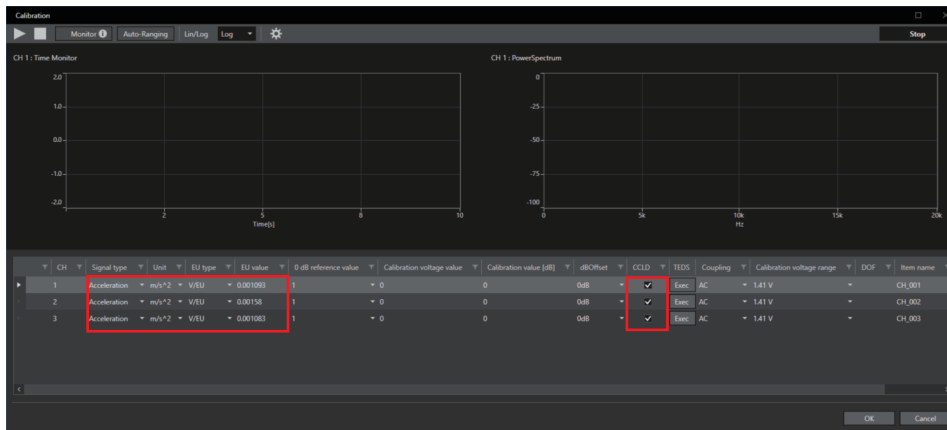 Calibration
Monitor Auto-Ranging Lin/Log Log Stop
CH 1 : Time Monitor
2.0
1.0
0.0
-1.0
-2.0
2 5 8 10
Time[s]
CH 1 : PowerSpectrum
0
-25
-50
-75
-100
0 5k 10k 15k 20k
Hz
CH Signal type Unit EU type EU value 0 dB reference value Calibration voltage value Calibration value [dB] dBOffset CCLD TEDS Coupling Calibration voltage range DOF Item name
1 Acceleration m/s^2 V/EU 0.001093 1 0 0 0dB Exec AC 1.41 V CH_001
2 Acceleration m/s^2 V/EU 0.00158 1 0 0 0dB Exec AC 1.41 V CH_002
3 Acceleration m/s^2 V/EU 0.001083 1 0 0 0dB Exec AC 1.41 V CH_003
OK Cancel